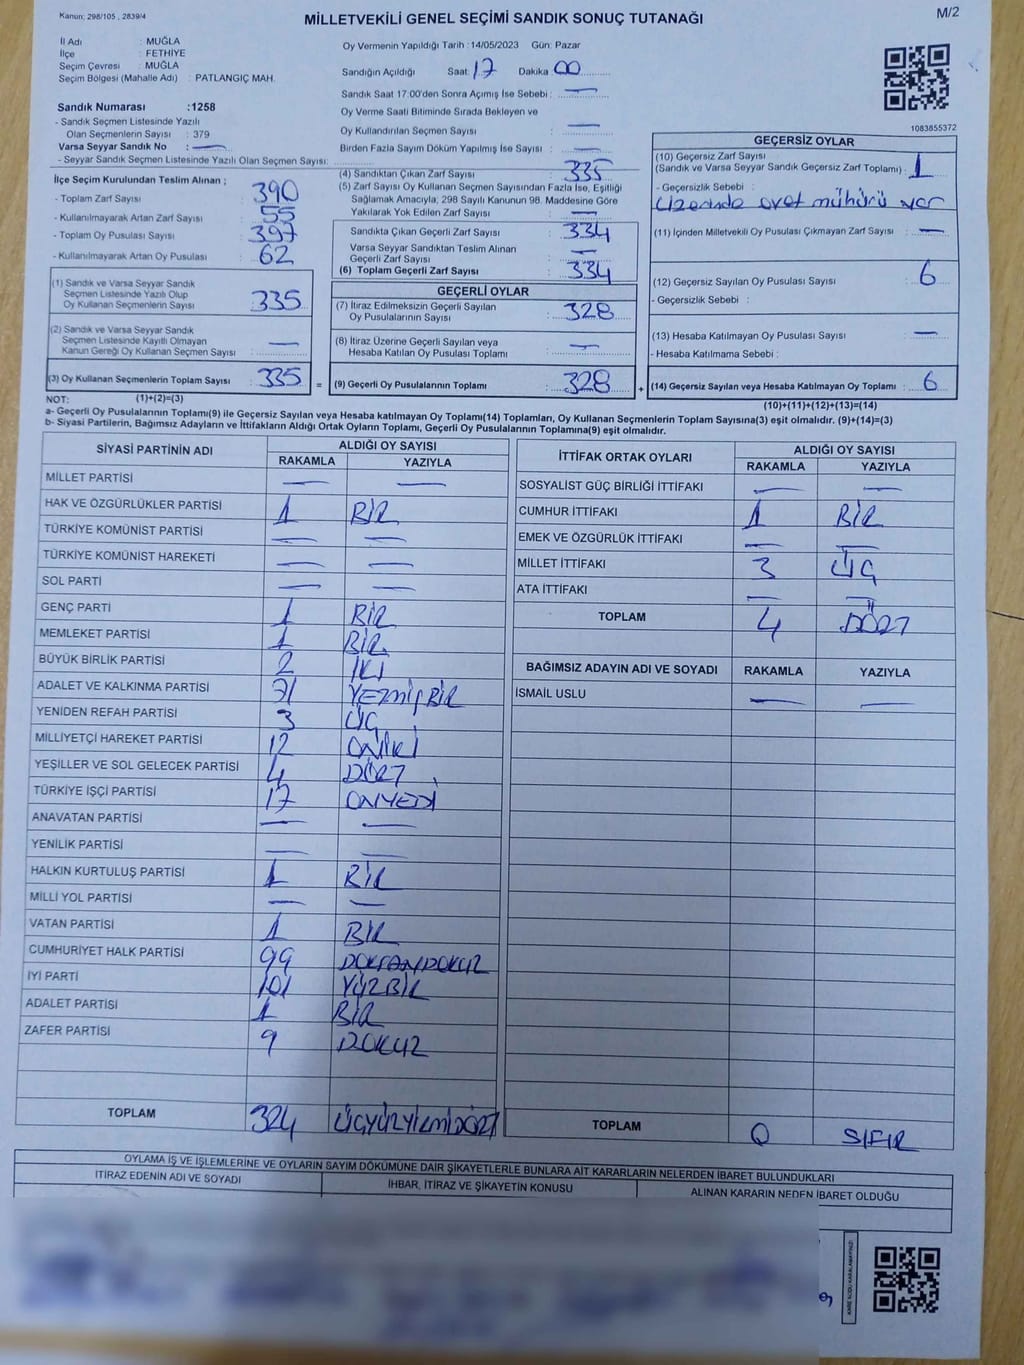 Kanun: 298/105 , 2839/4
MİLLETVEKİLİ GENEL SEÇİMİ SANDIK SONUÇ TUTANAĞI
M/2
İl Adı : MUĞLA
İlçe : FETHİYE
Seçim Çevresi : MUĞLA
Seçim Bölgesi (Mahalle Adı) : PATLANGIÇ MAH.
Sandık Numarası :1258
- Sandık Seçmen Listesinde Yazılı
Olan Seçmenlerin Sayısı : 379
Varsa Seyyar Sandık No : —
- Seyyar Sandık Seçmen Listesinde Yazılı Olan Seçmen Sayısı:
Oy Vermenin Yapıldığı Tarih : 14/05/2023 Gün: Pazar
Sandığın Açıldığı Saat 17 Dakika 00
Sandık Saat 17:00'den Sonra Açımış İse Sebebi : —
Oy Verme Saati Bitiminde Sırada Bekleyen ve
Oy Kullandırılan Seçmen Sayısı : —
Birden Fazla Sayım Döküm Yapılmış İse Sayısı : —
1083855372
İlçe Seçim Kurulundan Teslim Alınan ;
- Toplam Zarf Sayısı : 390
- Kullanılmayarak Artan Zarf Sayısı : 55
- Toplam Oy Pusulası Sayısı : 397
- Kullanılmayarak Artan Oy Pusulası : 62
(1) Sandık ve Varsa Seyyar Sandık
Seçmen Listesinde Yazılı Olup
Oy Kullanan Seçmenlerin Sayısı : 335
(2) Sandık ve Varsa Seyyar Sandık
Seçmen Listesinde Kayıtlı Olmayan
Kanun Gereği Oy Kullanan Seçmen Sayısı : —
(3) Oy Kullanan Seçmenlerin Toplam Sayısı : 335 =
(4) Sandıktan Çıkan Zarf Sayısı : 335
(5) Zarf Sayısı Oy Kullanan Seçmen Sayısından Fazla İse, Eşitliği
Sağlamak Amacıyla, 298 Sayılı Kanunun 98. Maddesine Göre
Yakılarak Yok Edilen Zarf Sayısı : —
Sandıkta Çıkan Geçerli Zarf Sayısı : 334
Varsa Seyyar Sandıktan Teslim Alınan
Geçerli Zarf Sayısı : —
(6) Toplam Geçerli Zarf Sayısı : 334
GEÇERLİ OYLAR
(7) İtiraz Edilmeksizin Geçerli Sayılan
Oy Pusulalarının Sayısı : 328
(8) İtiraz Üzerine Geçerli Sayılan veya
Hesaba Katılan Oy Pusulası Toplamı : —
(9) Geçerli Oy Pusulalarının Toplamı : 328 +
GEÇERSİZ OYLAR
(10) Geçersiz Zarf Sayısı
(Sandık ve Varsa Seyyar Sandık Geçersiz Zarf Toplamı) : 1
- Geçersizlik Sebebi :
üzerinde evet mühürü var
(11) İçinden Milletvekili Oy Pusulası Çıkmayan Zarf Sayısı : —
(12) Geçersiz Sayılan Oy Pusulası Sayısı : 6
- Geçersizlik Sebebi :
(13) Hesaba Katılmayan Oy Pusulası Sayısı : —
- Hesaba Katılmama Sebebi :
(14) Geçersiz Sayılan veya Hesaba Katılmayan Oy Toplamı : 6
NOT: (1)+(2)=(3)
(10)+(11)+(12)+(13)=(14)
a- Geçerli Oy Pusulalarının Toplamı(9) ile Geçersiz Sayılan veya Hesaba katılmayan Oy Toplamı(14) Toplamları, Oy Kullanan Seçmenlerin Toplam Sayısına(3) eşit olmalıdır. (9)+(14)=(3)
b- Siyasi Partilerin, Bağımsız Adayların ve İttifakların Aldığı Ortak Oyların Toplamı, Geçerli Oy Pusulalarının Toplamına(9) eşit olmalıdır.
SİYASİ PARTİNİN ADI ALDIĞI OY SAYISI
RAKAMLA YAZIYLA
MİLLET PARTİSİ — —
HAK VE ÖZGÜRLÜKLER PARTİSİ 1 BİR
TÜRKİYE KOMÜNİST PARTİSİ — —
TÜRKİYE KOMÜNİST HAREKETİ — —
SOL PARTİ — —
GENÇ PARTİ 1 BİR
MEMLEKET PARTİSİ 1 BİR
BÜYÜK BİRLİK PARTİSİ 2 İKİ
ADALET VE KALKINMA PARTİSİ 71 YETMİŞ BİR
YENİDEN REFAH PARTİSİ 3 ÜÇ
MİLLİYETÇİ HAREKET PARTİSİ 12 ONİKİ
YEŞİLLER VE SOL GELECEK PARTİSİ 4 DÖRT
TÜRKİYE İŞÇİ PARTİSİ 17 ONYEDİ
ANAVATAN PARTİSİ — —
YENİLİK PARTİSİ — —
HALKIN KURTULUŞ PARTİSİ 1 BİR
MİLLİ YOL PARTİSİ — —
VATAN PARTİSİ 1 BİR
CUMHURİYET HALK PARTİSİ 99 DOKSANDOKUZ
İYİ PARTİ 101 YÜZBİR
ADALET PARTİSİ 1 BİR
ZAFER PARTİSİ 9 DOKUZ
TOPLAM 324 ÜÇYÜZYİRMİDÖRT
İTTİFAK ORTAK OYLARI ALDIĞI OY SAYISI
RAKAMLA YAZIYLA
SOSYALİST GÜÇ BİRLİĞİ İTTİFAKI — —
CUMHUR İTTİFAKI 1 BİR
EMEK VE ÖZGÜRLÜK İTTİFAKI — —
MİLLET İTTİFAKI 3 ÜÇ
ATA İTTİFAKI — —
TOPLAM 4 DÖRT
BAĞIMSIZ ADAYIN ADI VE SOYADI RAKAMLA YAZIYLA
İSMAİL USLU — —
TOPLAM 0 SIFIR
OYLAMA İŞ VE İŞLEMLERİNE VE OYLARIN SAYIM DÖKÜMÜNE DAİR ŞİKAYETLERLE BUNLARA AİT KARARLARIN NELERDEN İBARET BULUNDUKLARI
İTİRAZ EDENİN ADI VE SOYADI İHBAR, İTİRAZ VE ŞİKAYETİN KONUSU ALINAN KARARIN NEDEN İBARET OLDUĞU